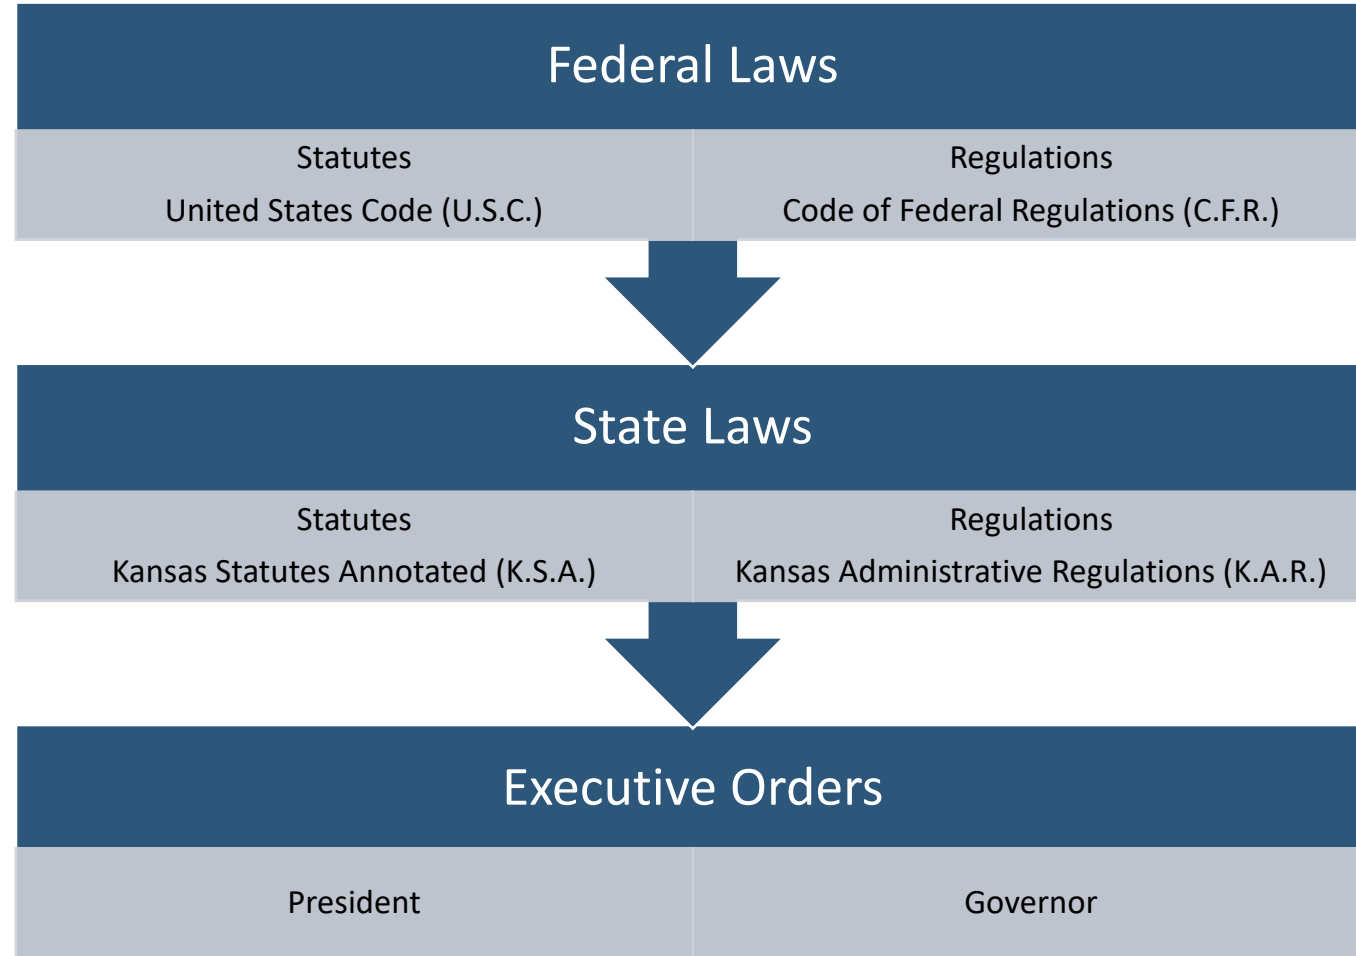 Federal Laws
Statutes
United States Code (U.S.C.)
Regulations
Code of Federal Regulations (C.F.R.)
State Laws
Statutes
Kansas Statutes Annotated (K.S.A.)
Regulations
Kansas Administrative Regulations (K.A.R.)
Executive Orders
President
Governor